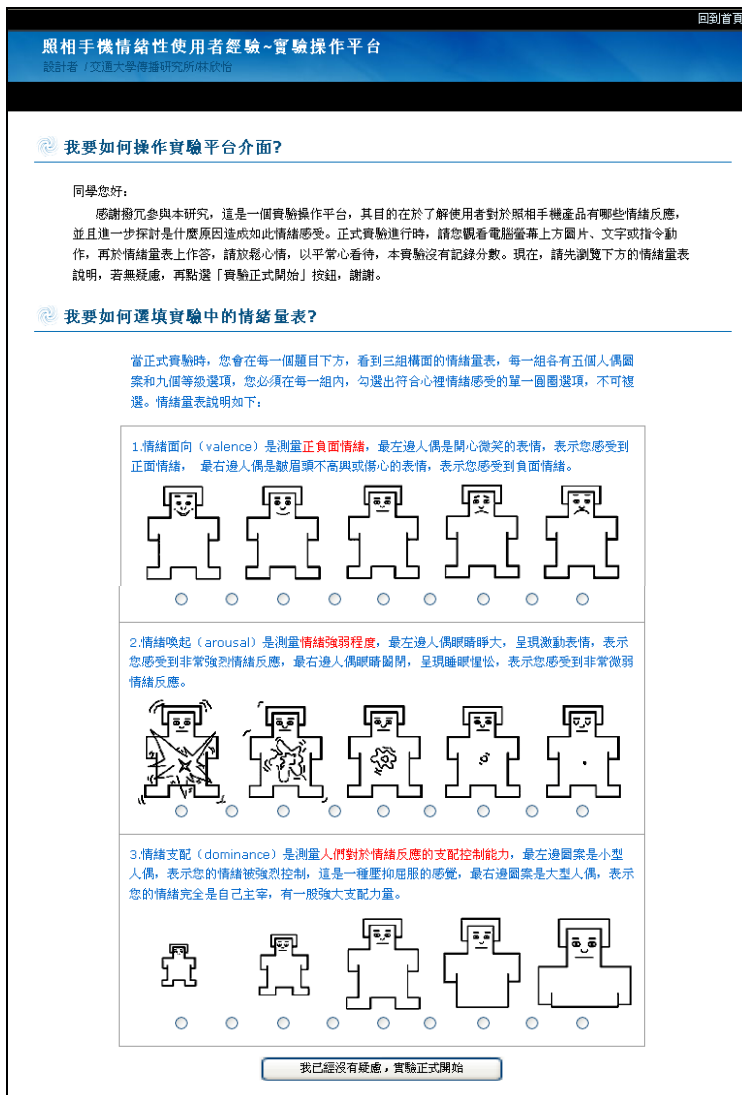 回到首頁
照相手機情緒性使用者經驗~實驗操作平台
設計者 /交通大學傳播研究所/林欣怡
我要如何操作實驗平台介面?
同學您好:
感謝撥冗參與本研究，這是一個實驗操作平台，其目的在於了解使用者對於照相手機產品有哪些情緒反應，
並且進一步探討是什麼原因造成如此情緒感受。正式實驗進行時，請您觀看電腦螢幕上方圖片、文字或指令動
作，再於情緒量表上作答，請放鬆心情，以平常心看待，本實驗沒有記錄分數。現在，請先瀏覽下方的情緒量表
說明，若無疑慮，再點選「實驗正式開始」按鈕，謝謝。
我要如何選填實驗中的情緒量表?
當正式實驗時，您會在每一個題目下方，看到三組構面的情緒量表，每一組各有五個人偶圖
案和九個等級選項，您必須在每一組內，勾選出符合心裡情緒感受的單一圓圈選項，不可複
選。情緒量表說明如下:
1.情緒面向（valence）是測量正負面情緒，最左邊人偶是開心微笑的表情，表示您感受到
正面情緒， 最右邊人偶是皺眉頭不高興或傷心的表情，表示您感受到負面情緒。
2.情緒喚起（arousal）是測量情緒強弱程度，最左邊人偶眼睛睜大，呈現激動表情，表示
您感受到非常強烈情緒反應，最右邊人偶眼睛闔閉，呈現睡眼惺忪，表示您感受到非常微弱
情緒反應。
3.情緒支配（dominance）是測量人們對於情緒反應的支配控制能力，最左邊圖案是小型
人偶，表示您的情緒被強烈控制，這是一種壓抑屈服的感覺，最右邊圖案是大型人偶，表示
您的情緒完全是自己主宰，有一股強大支配力量。
我已經沒有疑慮，實驗正式開始